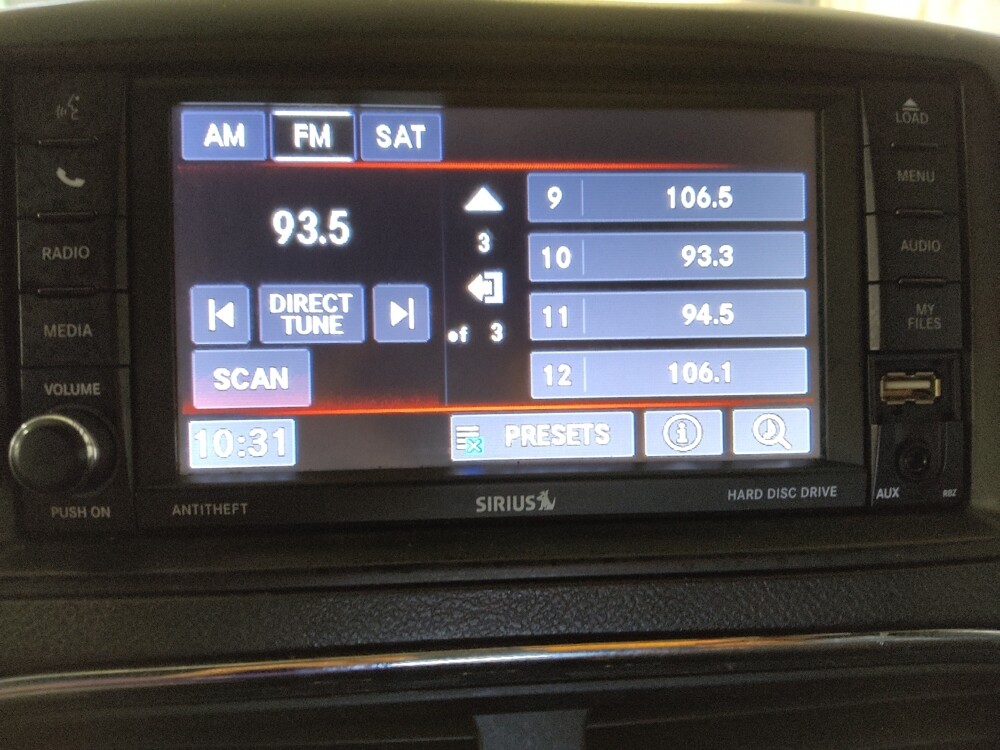 AM FM SAT
93.5
DIRECT
TUNE
SCAN
10:31
3
of 3
9 106.5
10 93.3
11 94.5
12 106.1
PRESETS
RADIO
MEDIA
VOLUME
PUSH ON
ANTITHEFT
SIRIUS
HARD DISC DRIVE
LOAD
MENU
AUDIO
MY
FILES
AUX
RBZ